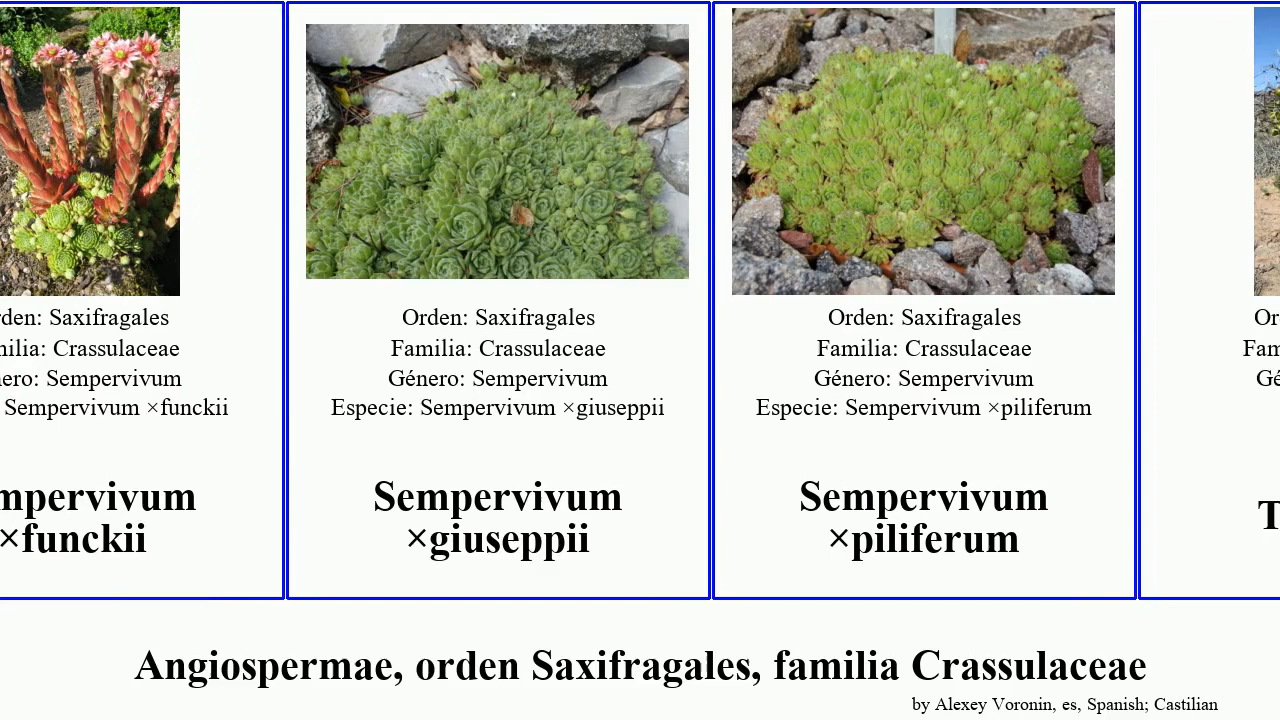 rden: Saxifragales
milia: Crassulaceae
nero: Sempervivum
Sempervivum ×funckii
mpervivum
×funckii
Orden: Saxifragales
Familia: Crassulaceae
Género: Sempervivum
Especie: Sempervivum ×giuseppii
Sempervivum
×giuseppii
Orden: Saxifragales
Familia: Crassulaceae
Género: Sempervivum
Especie: Sempervivum ×piliferum
Sempervivum
×piliferum
Or
Fam
Gé
T
Angiospermae, orden Saxifragales, familia Crassulaceae
by Alexey Voronin, es, Spanish; Castilian